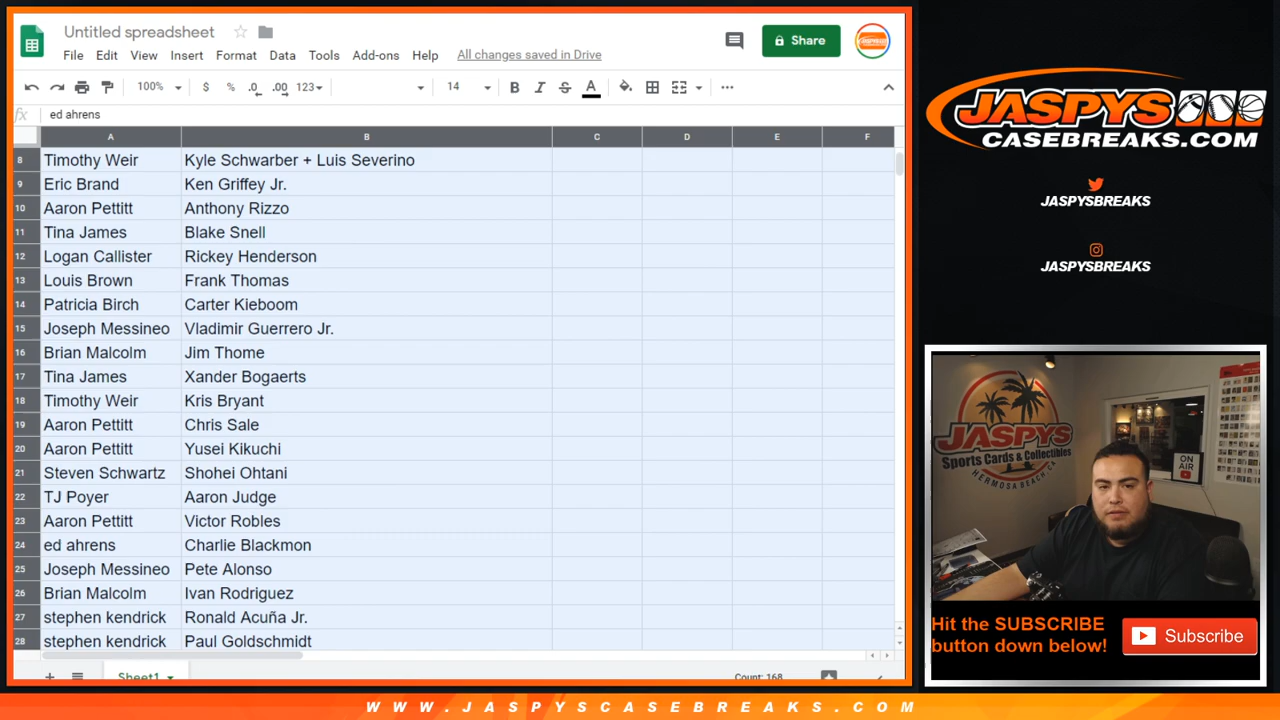 Untitled spreadsheet
File Edit View Insert Format Data Tools Add-ons Help All changes saved in Drive
Share
100% $ % .0 .00 123 14 B I S A
fx ed ahrens
A B C D E F
8 Timothy Weir Kyle Schwarber + Luis Severino
9 Eric Brand Ken Griffey Jr.
10 Aaron Pettitt Anthony Rizzo
11 Tina James Blake Snell
12 Logan Callister Rickey Henderson
13 Louis Brown Frank Thomas
14 Patricia Birch Carter Kieboom
15 Joseph Messineo Vladimir Guerrero Jr.
16 Brian Malcolm Jim Thome
17 Tina James Xander Bogaerts
18 Timothy Weir Kris Bryant
19 Aaron Pettitt Chris Sale
20 Aaron Pettitt Yusei Kikuchi
21 Steven Schwartz Shohei Ohtani
22 TJ Poyer Aaron Judge
23 Aaron Pettitt Victor Robles
24 ed ahrens Charlie Blackmon
25 Joseph Messineo Pete Alonso
26 Brian Malcolm Ivan Rodriguez
27 stephen kendrick Ronald Acuña Jr.
28 stephen kendrick Paul Goldschmidt
Sheet1 Count: 168
JASPYS
CASEBREAKS.COM
JASPYSBREAKS
JASPYSBREAKS
JASPYS
Sports Cards & Collectibles
HERMOSA BEACH, CA
ON
AIR
Hit the SUBSCRIBE
button down below!
Subscribe
WWW.JASPYSCASEBREAKS.COM